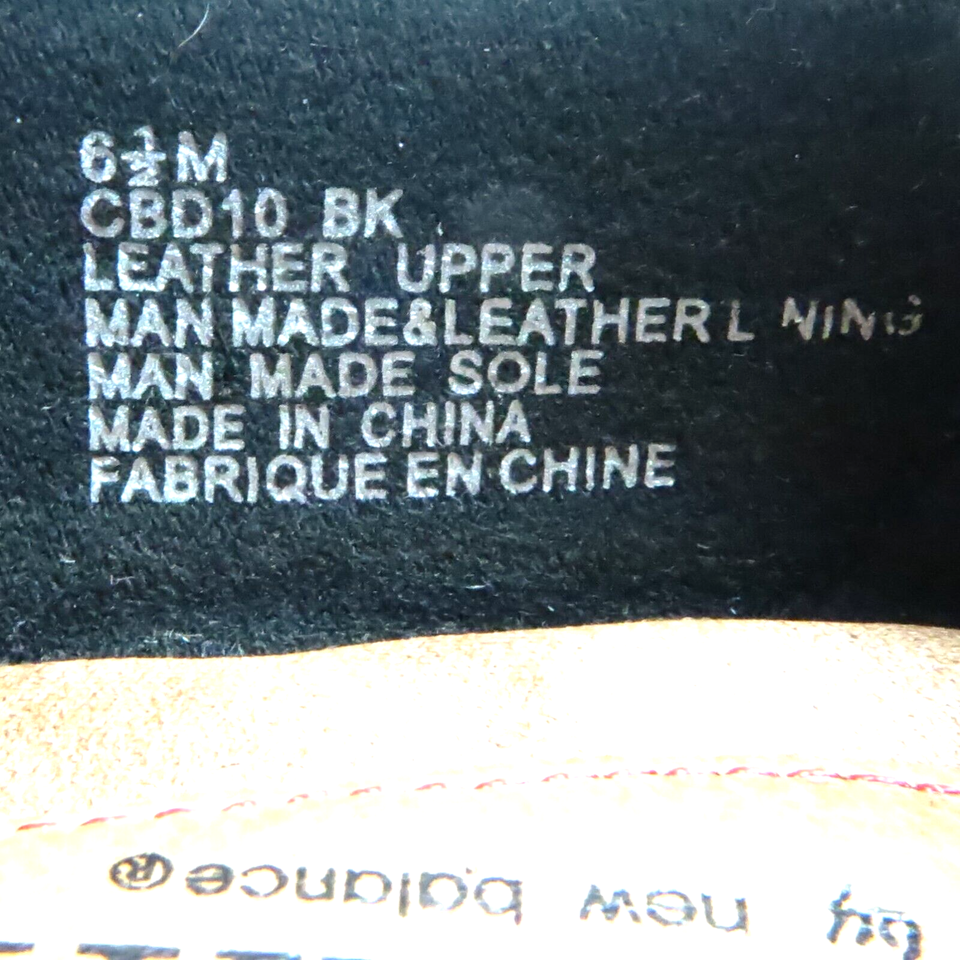 6½M
CBD10 BK
LEATHER UPPER
MAN MADE&LEATHER L NING
MAN MADE SOLE
MADE IN CHINA
FABRIQUE EN CHINE
by new balance®